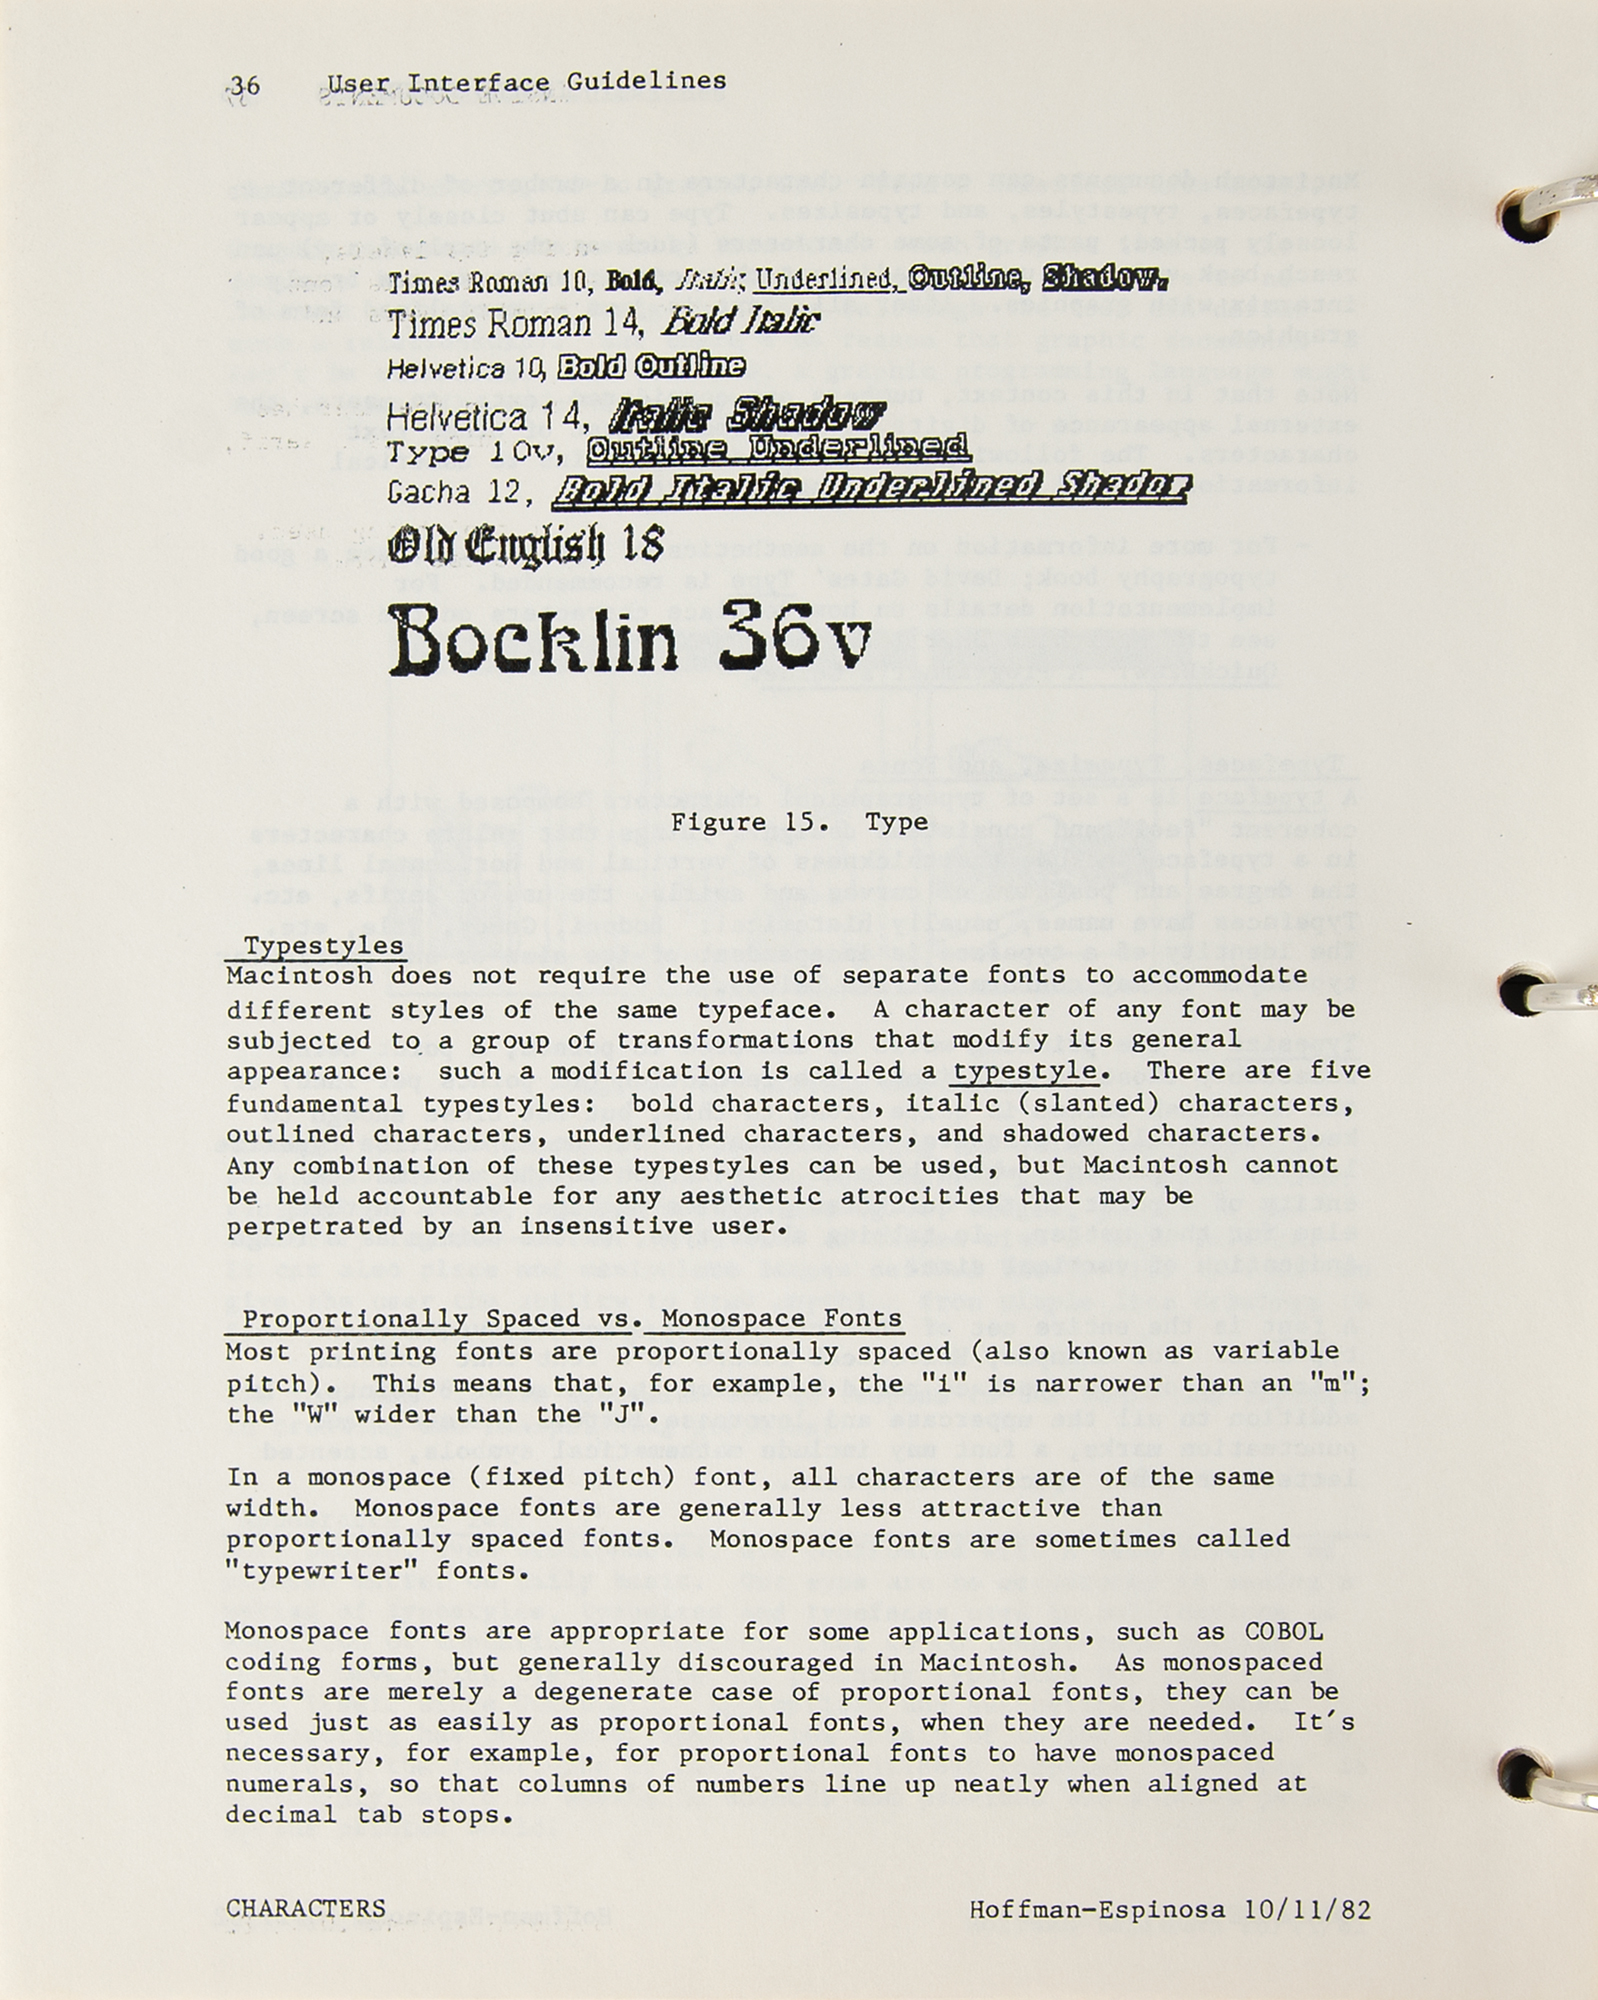 36 User Interface Guidelines
Times Roman 10, Bold, Italic, Underlined, Outline, Shadow.
Times Roman 14, Bold Italic
Helvetica 10, Bold Outline
Helvetica 14, Italic Shadow
Type 10v, Outline Underlined
Gacha 12, Bold Italic Underlined Shadow
Old English 18
Bocklin 36v
Figure 15. Type
Typestyles
Macintosh does not require the use of separate fonts to accommodate
different styles of the same typeface. A character of any font may be
subjected to a group of transformations that modify its general
appearance: such a modification is called a typestyle. There are five
fundamental typestyles: bold characters, italic (slanted) characters,
outlined characters, underlined characters, and shadowed characters.
Any combination of these typestyles can be used, but Macintosh cannot
be held accountable for any aesthetic atrocities that may be
perpetrated by an insensitive user.
Proportionally Spaced vs. Monospace Fonts
Most printing fonts are proportionally spaced (also known as variable
pitch). This means that, for example, the "i" is narrower than an "m";
the "W" wider than the "J".
In a monospace (fixed pitch) font, all characters are of the same
width. Monospace fonts are generally less attractive than
proportionally spaced fonts. Monospace fonts are sometimes called
"typewriter" fonts.
Monospace fonts are appropriate for some applications, such as COBOL
coding forms, but generally discouraged in Macintosh. As monospaced
fonts are merely a degenerate case of proportional fonts, they can be
used just as easily as proportional fonts, when they are needed. It's
necessary, for example, for proportional fonts to have monospaced
numerals, so that columns of numbers line up neatly when aligned at
decimal tab stops.
CHARACTERS Hoffman-Espinosa 10/11/82